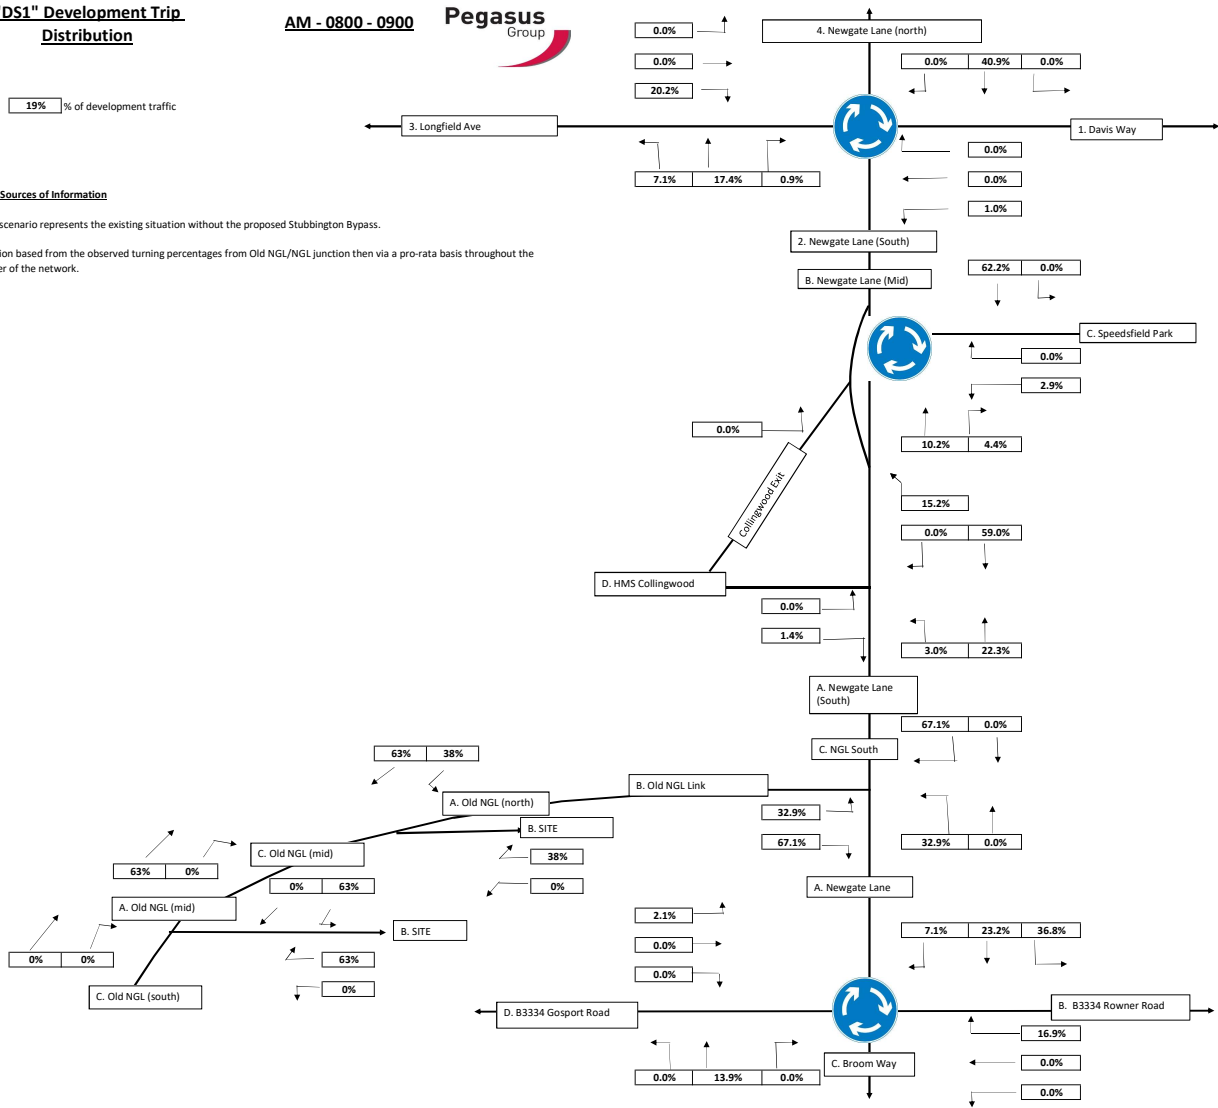 "DS1" Development Trip
Distribution
AM - 0800 - 0900
Pegasus
Group
0.0%
4. Newgate Lane (north)
0.0%
0.0% 40.9% 0.0%
20.2%
19% % of development traffic
3. Longfield Ave
1. Davis Way
0.0%
7.1% 17.4% 0.9%
0.0%
Sources of Information
1.0%
scenario represents the existing situation without the proposed Stubbington Bypass.
2. Newgate Lane (South)
based from the observed turning percentages from Old NGL/NGL junction then via a pro-rata basis throughout the
of the network.
62.2% 0.0%
B. Newgate Lane (Mid)
C. Speedsfield Park
0.0%
2.9%
0.0%
10.2% 4.4%
Collingwood Exit
15.2%
0.0% 59.0%
D. HMS Collingwood
0.0%
1.4%
3.0% 22.3%
A. Newgate Lane
(South)
67.1% 0.0%
C. NGL South
63% 38%
B. Old NGL Link
A. Old NGL (north)
32.9%
B. SITE
67.1%
32.9% 0.0%
C. Old NGL (mid)
38%
63% 0%
0% 63%
0%
A. Newgate Lane
A. Old NGL (mid)
2.1%
B. SITE
7.1% 23.2% 36.8%
0.0%
0% 0%
63%
0.0%
0%
C. Old NGL (south)
D. B3334 Gosport Road
B. B3334 Rowner Road
16.9%
C. Broom Way
0.0%
0.0% 13.9% 0.0%
0.0%